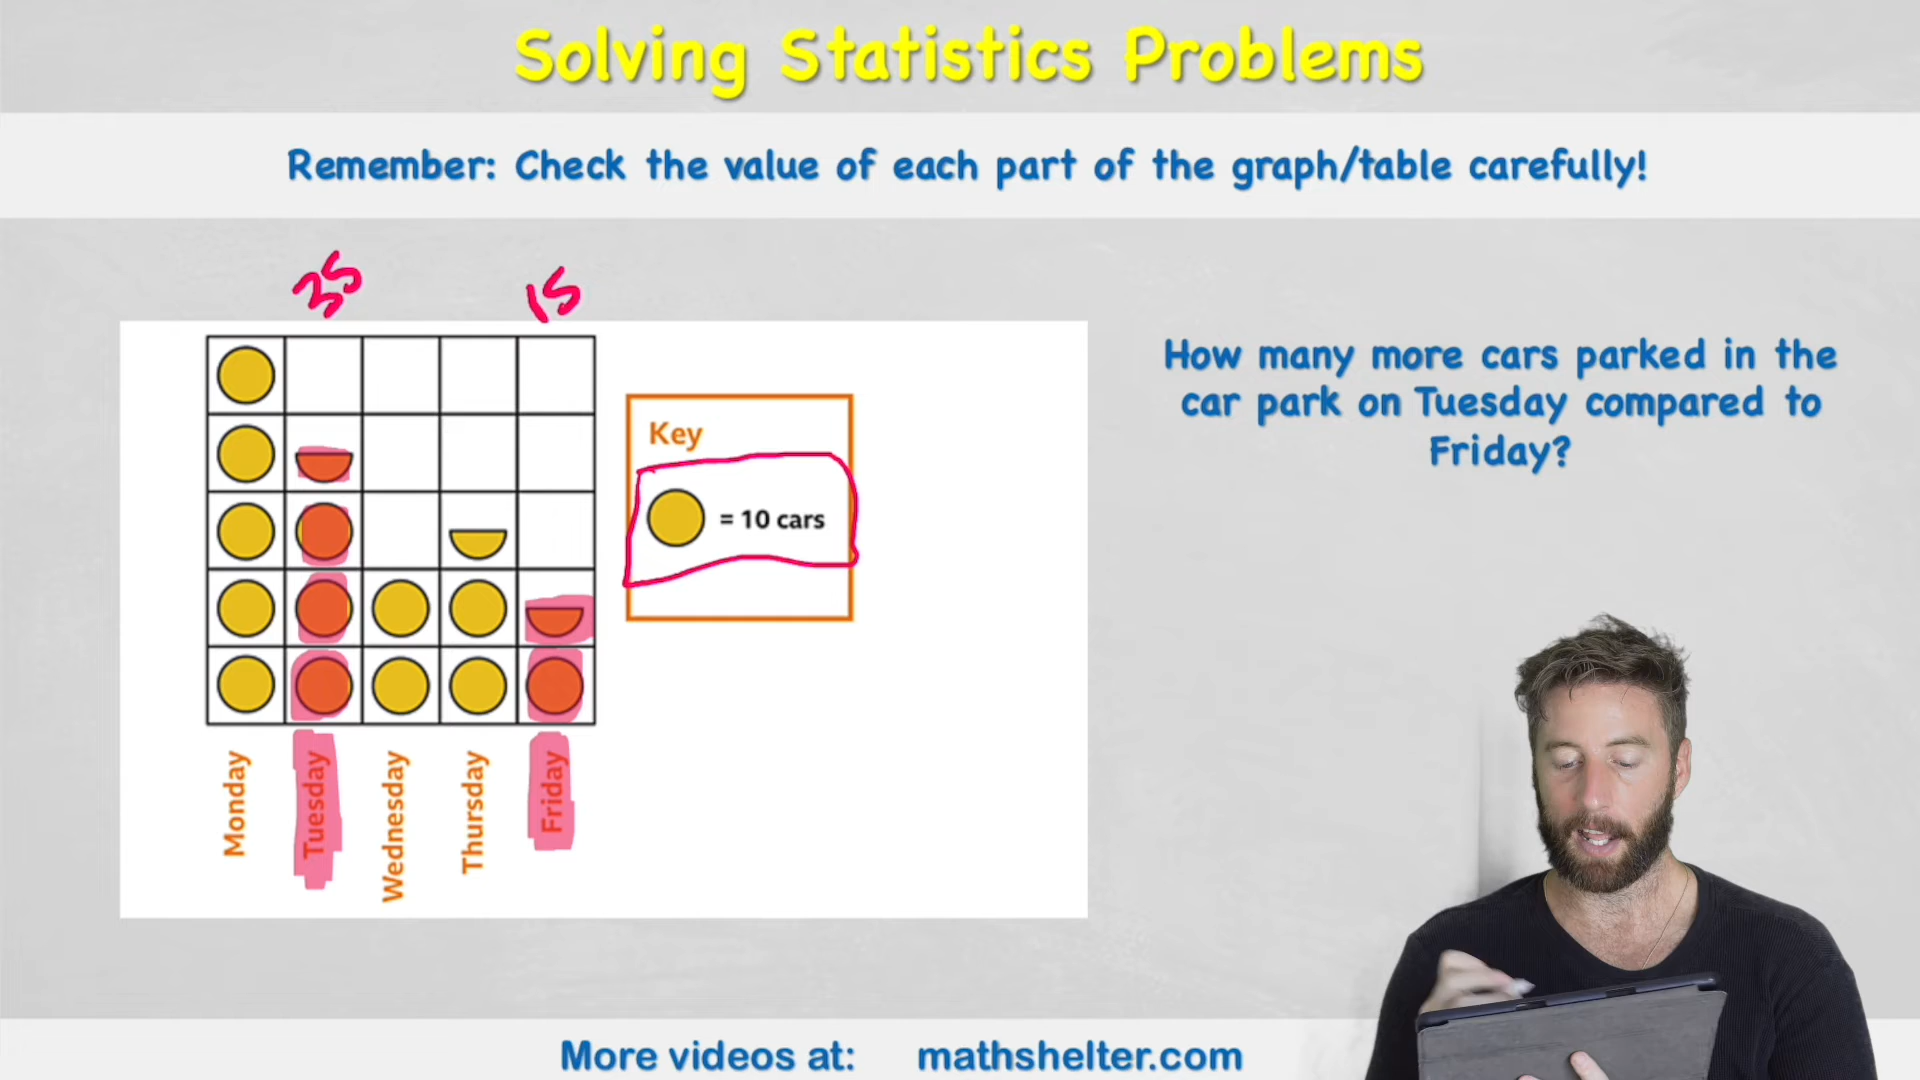 Solving Statistics Problems
Remember: Check the value of each part of the graph/table carefully!
35
15
Key
= 10 cars
How many more cars parked in the
car park on Tuesday compared to
Friday?
Monday
Tuesday
Wednesday
Thursday
Friday
More videos at: mathshelter.com